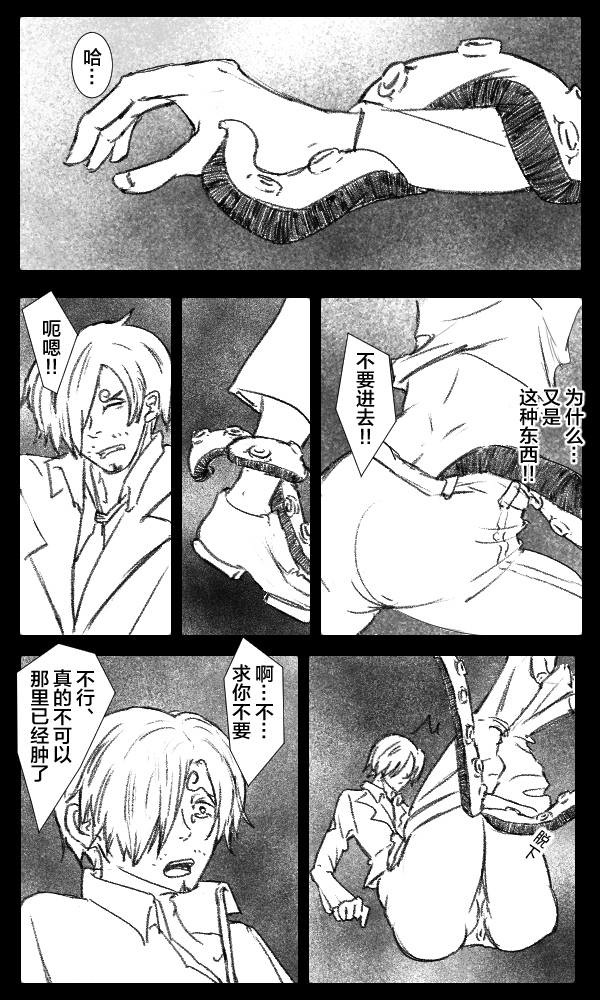 哈…
为什么…
又是
这种东西!!
不要进去!!
呃嗯!!
脱下
啊…不…
求你不要
不行、
真的不可以
那里已经肿了